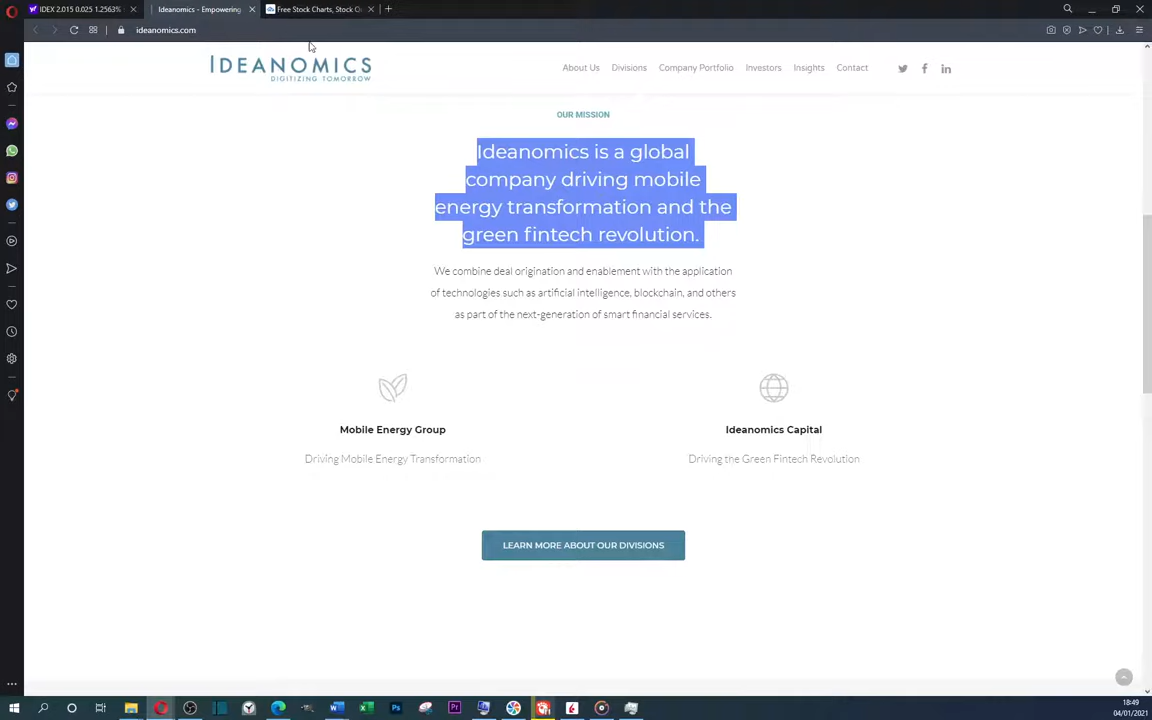 IDEX 2.015 0.025 1.2563%
Ideanomics - Empowering
Free Stock Charts, Stock Q
ideanomics.com
IDEANOMICS
DIGITIZING TOMORROW
About Us
Divisions
Company Portfolio
Investors
Insights
Contact
OUR MISSION
Ideanomics is a global
company driving mobile
energy transformation and the
green fintech revolution.
We combine deal origination and enablement with the application
of technologies such as artificial intelligence, blockchain, and others
as part of the next-generation of smart financial services.
Mobile Energy Group
Ideanomics Capital
Driving Mobile Energy Transformation
Driving the Green Fintech Revolution
LEARN MORE ABOUT OUR DIVISIONS
18:49
04/01/2021